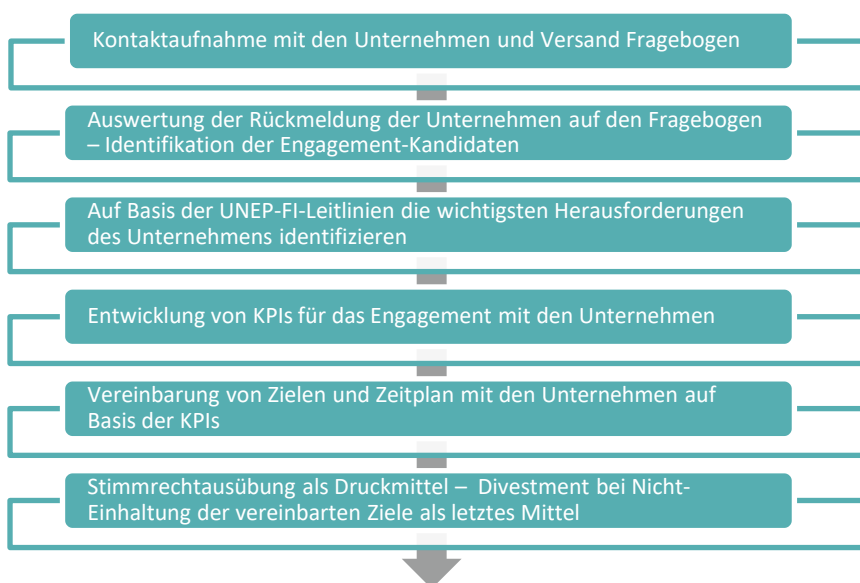 Kontaktaufnahme mit den Unternehmen und Versand Fragebogen
Auswertung der Rückmeldung der Unternehmen auf den Fragebogen
– Identifikation der Engagement-Kandidaten
Auf Basis der UNEP-FI-Leitlinien die wichtigsten Herausforderungen
des Unternehmens identifizieren
Entwicklung von KPIs für das Engagement mit den Unternehmen
Vereinbarung von Zielen und Zeitplan mit den Unternehmen auf
Basis der KPIs
Stimmrechtausübung als Druckmittel – Divestment bei Nicht-
Einhaltung der vereinbarten Ziele als letztes Mittel